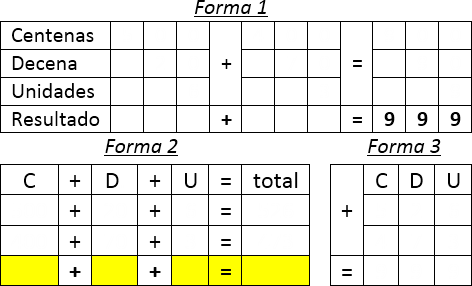 Forma 1
Centenas
Decena + =
Unidades
Resultado + = 9 9 9
Forma 2
C + D + U = total
+ + =
+ + =
+ + =
Forma 3
C D U
+
=